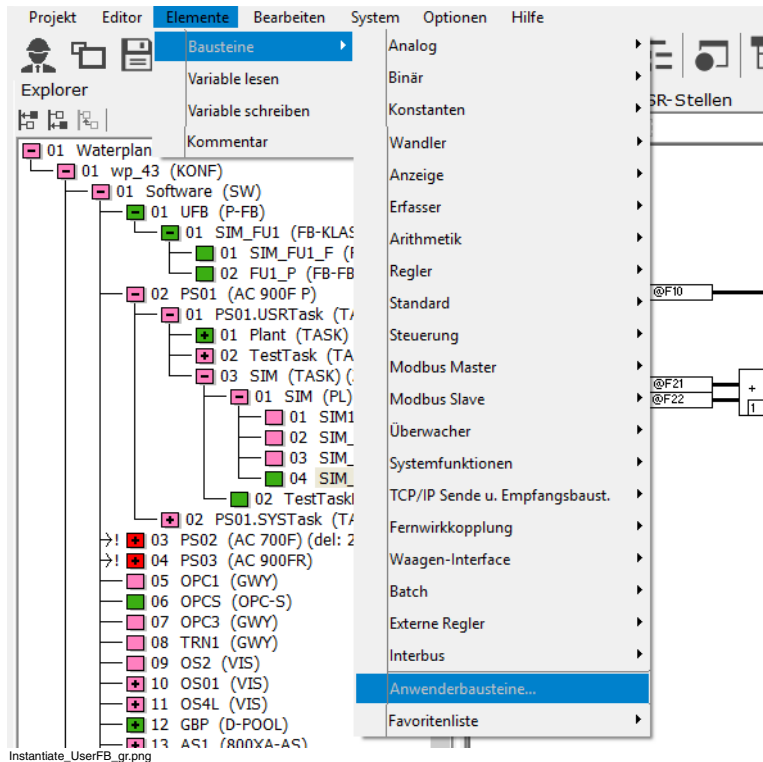 Projekt Editor Elemente Bearbeiten System Optionen Hilfe
Bausteine
Variable lesen
Variable schreiben
Kommentar
Analog
Binär
Konstanten
Wandler
Anzeige
Erfasser
Arithmetik
Regler
Standard
Steuerung
Modbus Master
Modbus Slave
Überwacher
Systemfunktionen
TCP/IP Sende u. Empfangsbaust.
Fernwirkkopplung
Waagen-Interface
Batch
Externe Regler
Interbus
Anwenderbausteine...
Favoritenliste
Explorer
01 Waterplan
01 wp_43 (KONF)
01 Software (SW)
01 UFB (P-FB)
01 SIM_FU1 (FB-KLAS
01 SIM_FU1_F (F
02 FU1_P (FB-FB
02 PS01 (AC 900F P)
01 PS01.USRTask (TA
01 Plant (TASK)
02 TestTask (TA
03 SIM (TASK) (
01 SIM (PL)
01 SIM1
02 SIM_
03 SIM_
04 SIM_
02 TestTask
02 PS01.SYSTask (TA
03 PS02 (AC 700F) (del: 2
04 PS03 (AC 900FR)
05 OPC1 (GWY)
06 OPCS (OPC-S)
07 OPC3 (GWY)
08 TRN1 (GWY)
09 OS2 (VIS)
10 OS01 (VIS)
11 OS4L (VIS)
12 GBP (D-POOL)
13 AS1 (800XA-AS)
SR-Stellen
@F10
@F21
@F22
+
1
Instantiate_UserFB_gr.png